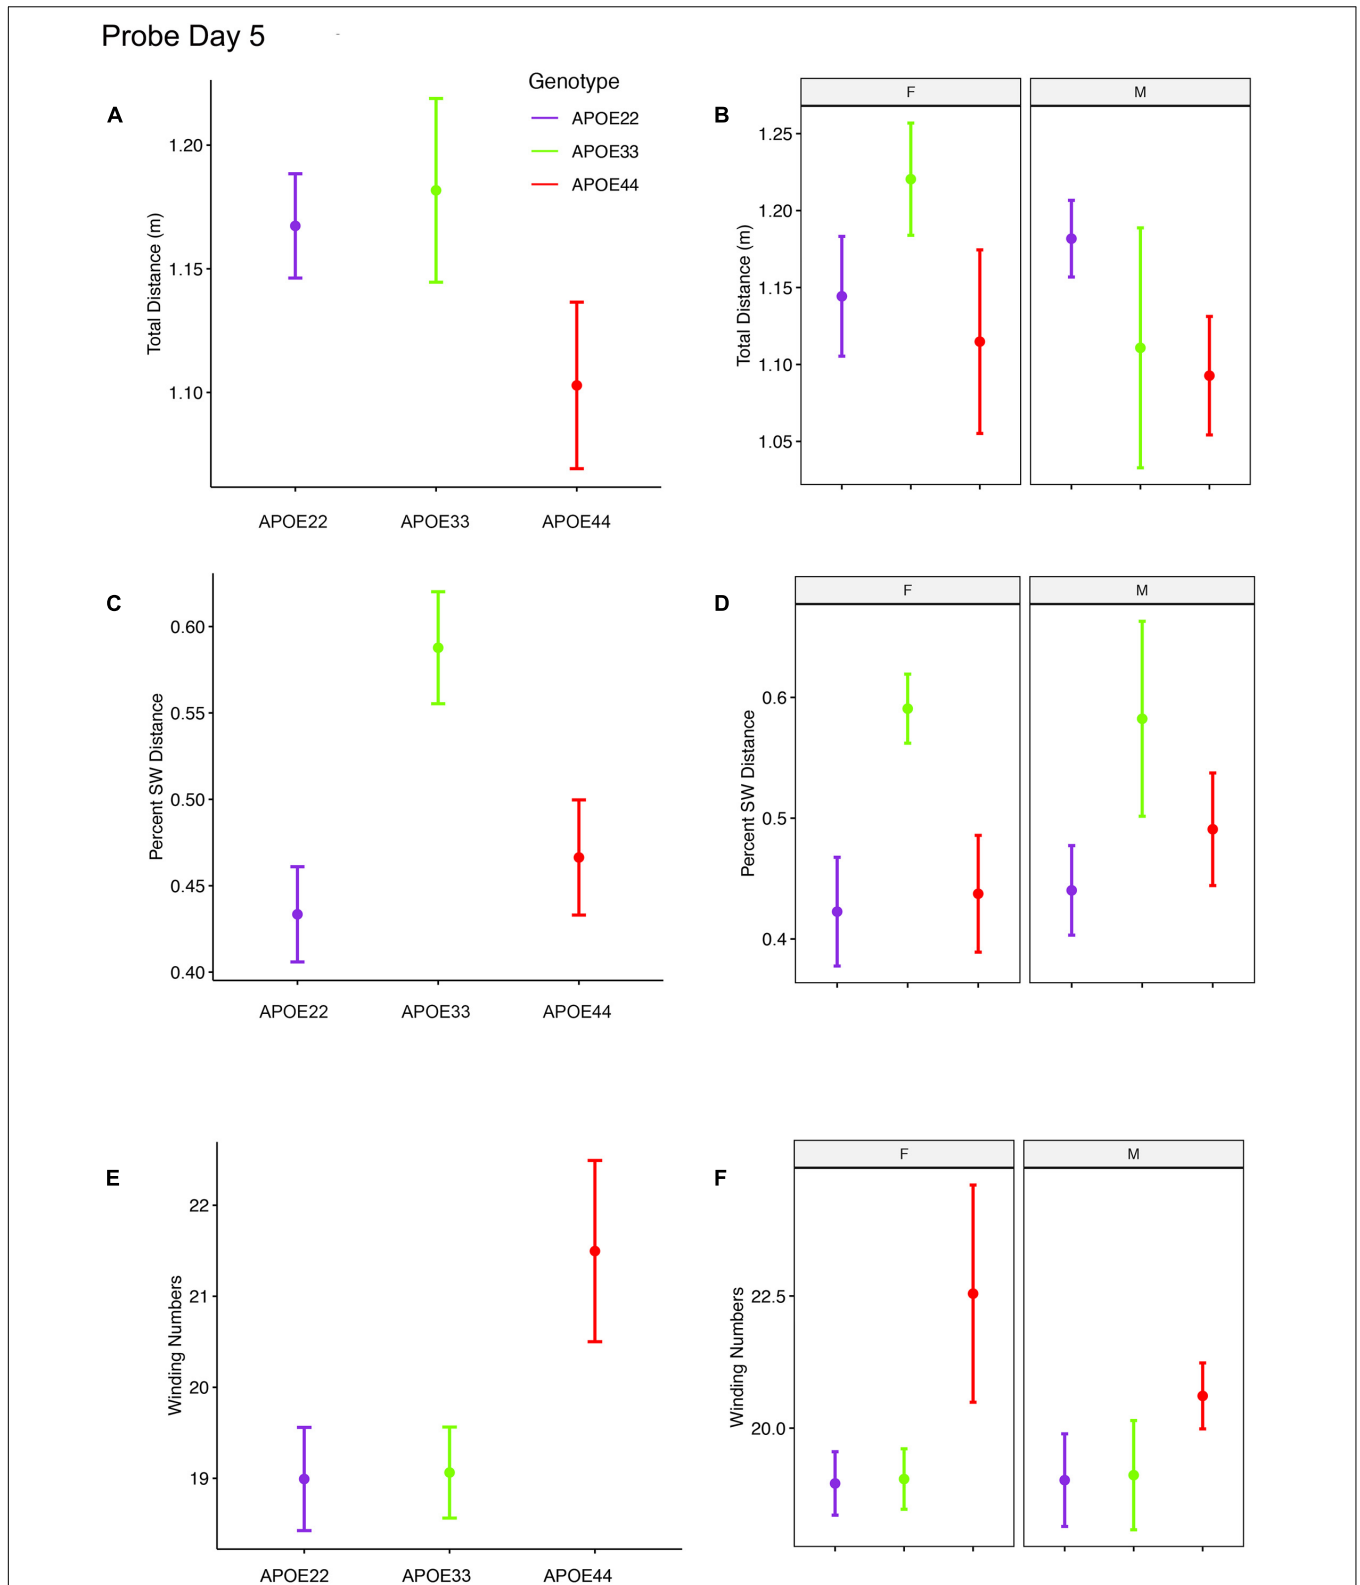 Probe Day 5
A
Genotype
APOE22
APOE33
APOE44
Total Distance (m)
1.20
1.15
1.10
APOE22 APOE33 APOE44
B
F M
Total Distance (m)
1.25
1.20
1.15
1.10
1.05
C
Percent SW Distance
0.60
0.55
0.50
0.45
0.40
APOE22 APOE33 APOE44
D
F M
Percent SW Distance
0.6
0.5
0.4
E
Winding Numbers
22
21
20
19
APOE22 APOE33 APOE44
F
F M
Winding Numbers
22.5
20.0